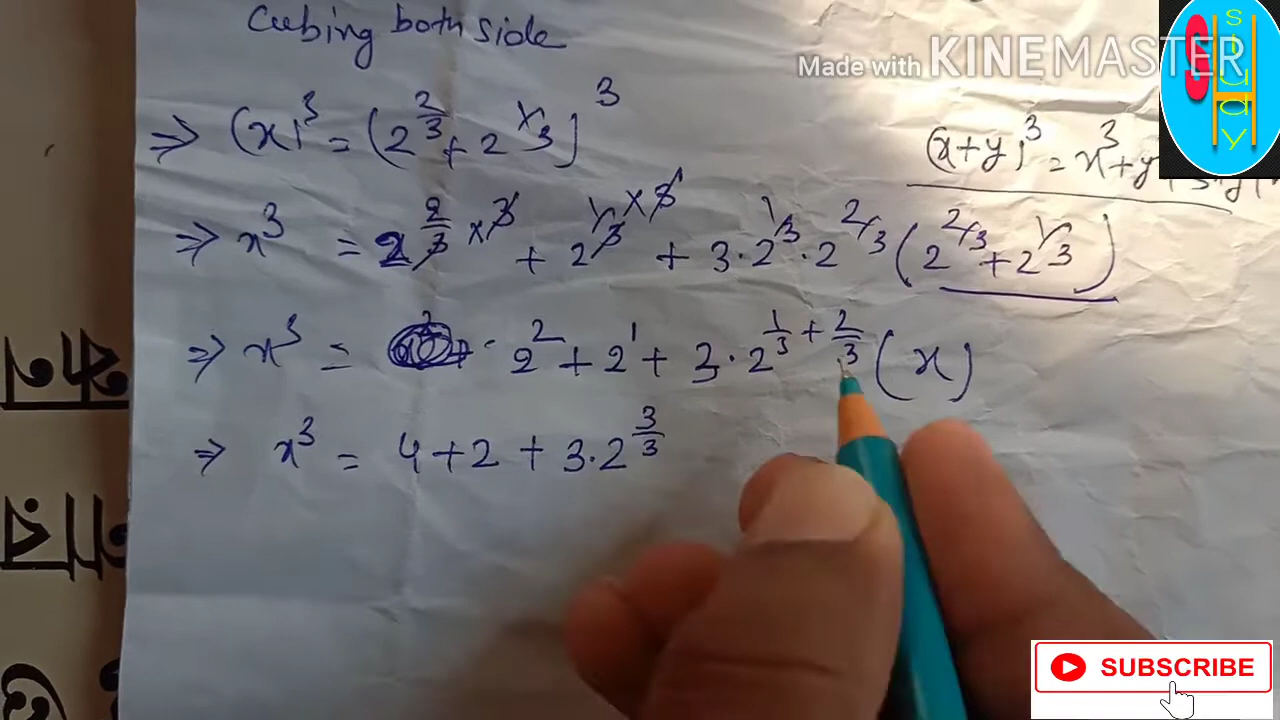 Cubing both side
Made with KINEMASTER
Study
⇒ (x)³ = (2^{2/3} + 2^{1/3})^3
(x+y)³ = x³ + y
⇒ x³ = 2^{2/3 × 3} + 2^{1/3 × 3} + 3·2^{1/3}·2^{2/3} (2^{2/3} + 2^{1/3})
⇒ x³ = 2² + 2¹ + 3·2^{1/3 + 2/3} (x)
⇒ x³ = 4 + 2 + 3·2^{3/3}
SUBSCRIBE